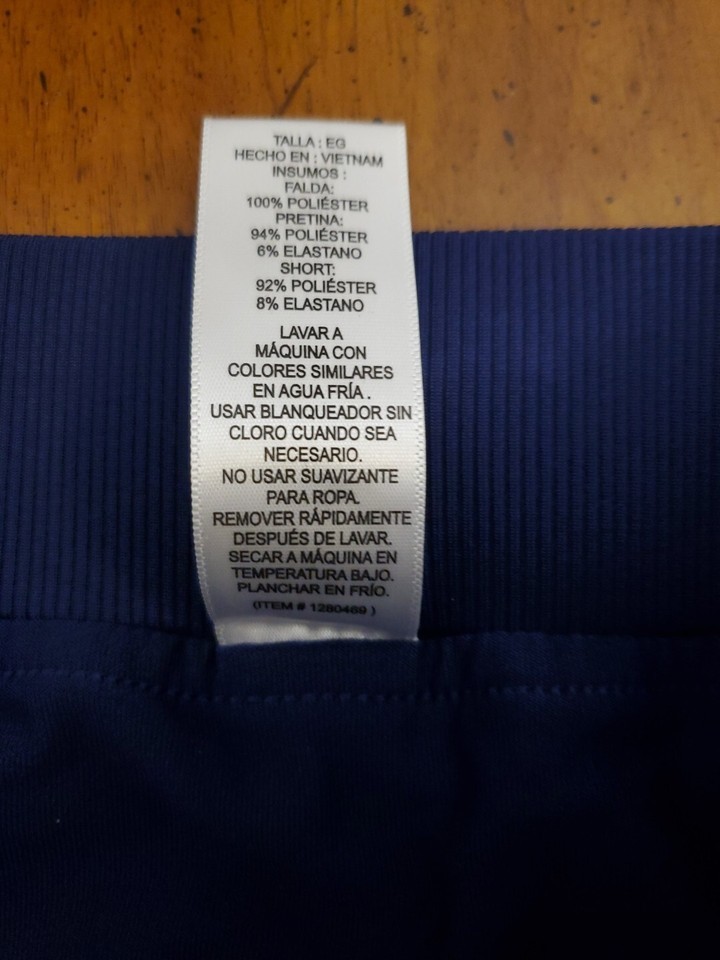 TALLA : EG
HECHO EN : VIETNAM
INSUMOS :
FALDA:
100% POLIÉSTER
PRETINA:
94% POLIÉSTER
6% ELASTANO
SHORT:
92% POLIÉSTER
8% ELASTANO
LAVAR A
MÁQUINA CON
COLORES SIMILARES
EN AGUA FRÍA .
USAR BLANQUEADOR SIN
CLORO CUANDO SEA
NECESARIO.
NO USAR SUAVIZANTE
PARA ROPA.
REMOVER RÁPIDAMENTE
DESPUÉS DE LAVAR.
SECAR A MÁQUINA EN
TEMPERATURA BAJO.
PLANCHAR EN FRÍO.
(ITEM # 1280469 )